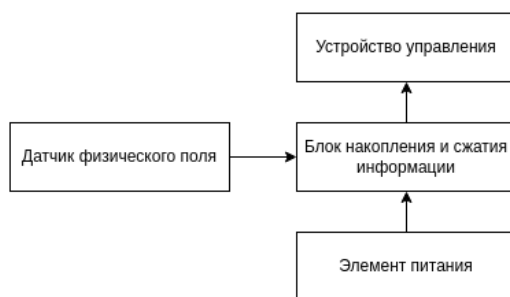 Устройство управления
Датчик физического поля
Блок накопления и сжатия
информации
Элемент питания